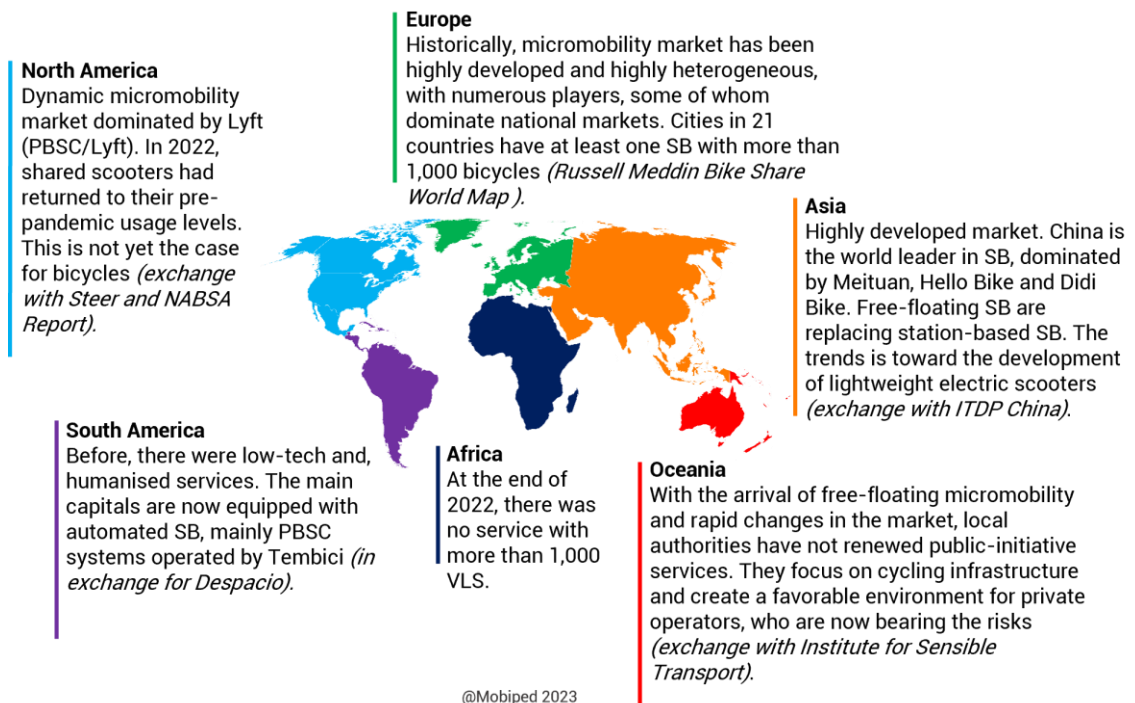 Europe
Historically, micromobility market has been
highly developed and highly heterogeneous,
with numerous players, some of whom
dominate national markets. Cities in 21
countries have at least one SB with more than
1,000 bicycles (Russell Meddin Bike Share
World Map ).
North America
Dynamic micromobility
market dominated by Lyft
(PBSC/Lyft). In 2022,
shared scooters had
returned to their pre-
pandemic usage levels.
This is not yet the case
for bicycles (exchange
with Steer and NABSA
Report).
Asia
Highly developed market. China is
the world leader in SB, dominated
by Meituan, Hello Bike and Didi
Bike. Free-floating SB are
replacing station-based SB. The
trends is toward the development
of lightweight electric scooters
(exchange with ITDP China).
South America
Before, there were low-tech and,
humanised services. The main
capitals are now equipped with
automated SB, mainly PBSC
systems operated by Tembici (in
exchange for Despacio).
Africa
At the end of
2022, there was
no service with
more than 1,000
VLS.
Oceania
With the arrival of free-floating micromobility
and rapid changes in the market, local
authorities have not renewed public-initiative
services. They focus on cycling infrastructure
and create a favorable environment for private
operators, who are now bearing the risks
(exchange with Institute for Sensible
Transport).
@Mobiped 2023